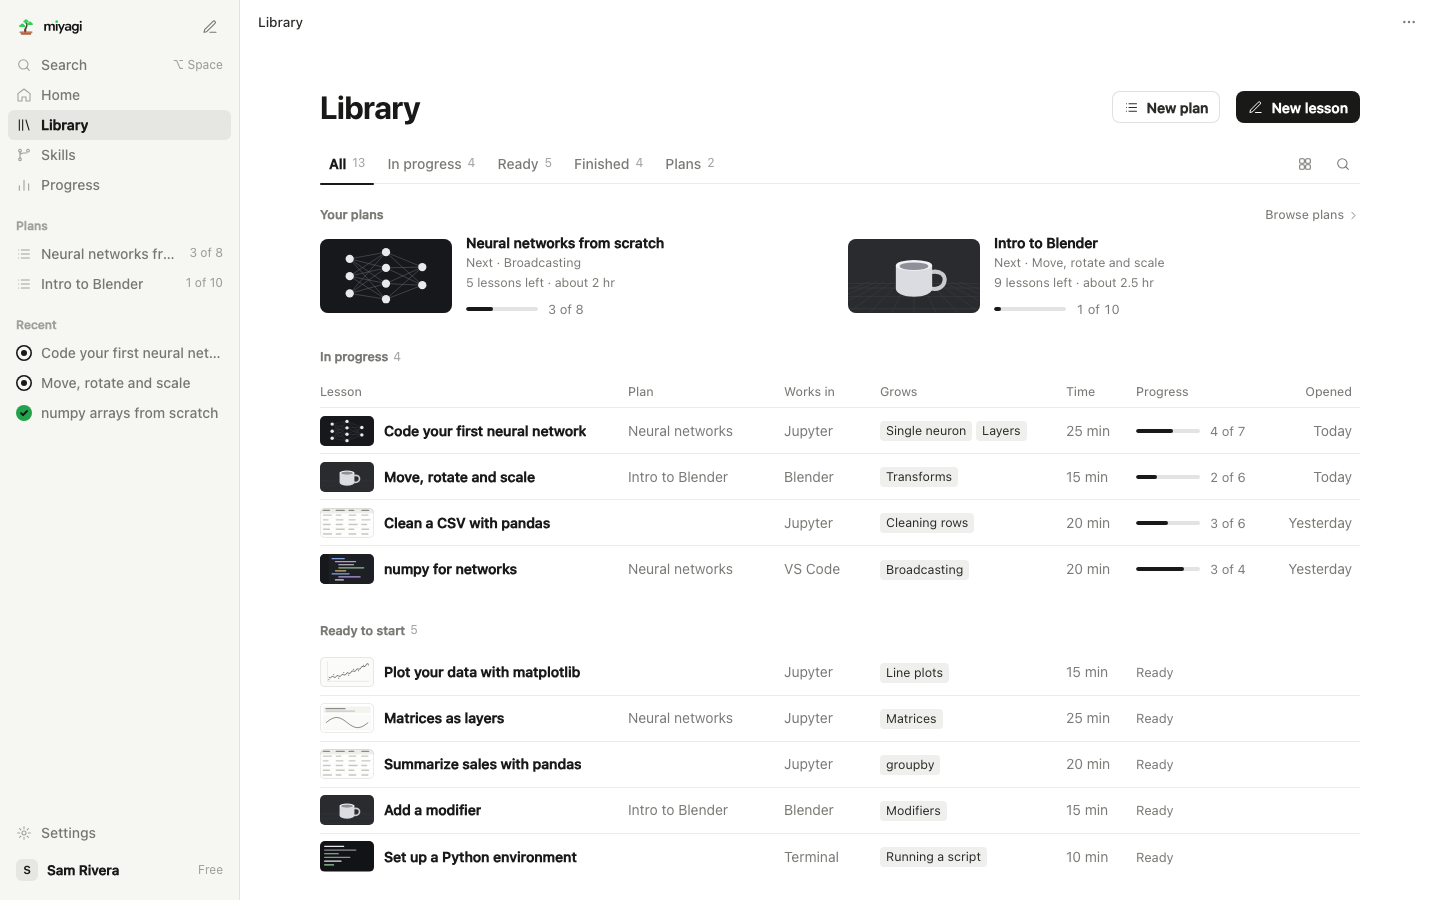 miyagi
Search ⌥ Space
Home
Library
Skills
Progress
Plans
Neural networks fr... 3 of 8
Intro to Blender 1 of 10
Recent
Code your first neural net...
Move, rotate and scale
numpy arrays from scratch
Settings
S Sam Rivera Free
Library
Library
New plan
New lesson
All 13 In progress 4 Ready 5 Finished 4 Plans 2
Your plans Browse plans
Neural networks from scratch
Next · Broadcasting
5 lessons left · about 2 hr
3 of 8
Intro to Blender
Next · Move, rotate and scale
9 lessons left · about 2.5 hr
1 of 10
In progress 4
Lesson Plan Works in Grows Time Progress Opened
Code your first neural network Neural networks Jupyter Single neuron Layers 25 min 4 of 7 Today
Move, rotate and scale Intro to Blender Blender Transforms 15 min 2 of 6 Today
Clean a CSV with pandas Jupyter Cleaning rows 20 min 3 of 6 Yesterday
numpy for networks Neural networks VS Code Broadcasting 20 min 3 of 4 Yesterday
Ready to start 5
Plot your data with matplotlib Jupyter Line plots 15 min Ready
Matrices as layers Neural networks Jupyter Matrices 25 min Ready
Summarize sales with pandas Jupyter groupby 20 min Ready
Add a modifier Intro to Blender Blender Modifiers 15 min Ready
Set up a Python environment Terminal Running a script 10 min Ready